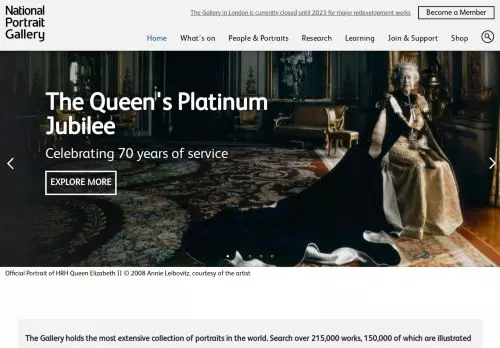 National
Portrait
Gallery
The Gallery in London is currently closed until 2023 for major redevelopment works
Become a Member
Home What's on People & Portraits Research Learning Join & Support Shop
The Queen's Platinum
Jubilee
Celebrating 70 years of service
EXPLORE MORE
Official Portrait of HRH Queen Elizabeth II © 2008 Annie Leibovitz, courtesy of the artist.
The Gallery holds the most extensive collection of portraits in the world. Search over 215,000 works, 150,000 of which are illustrated